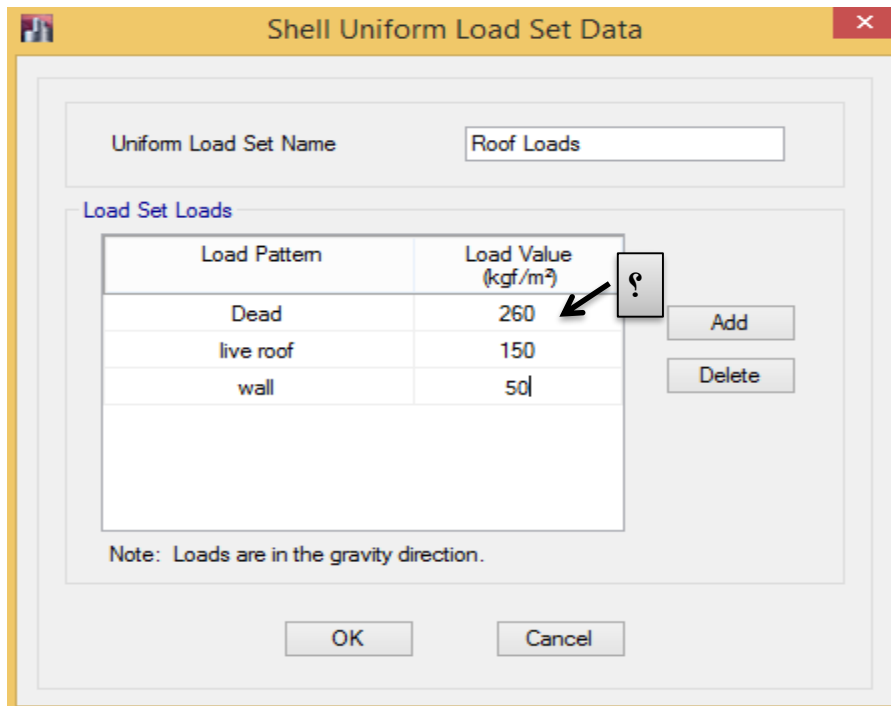 Shell Uniform Load Set Data
Uniform Load Set Name
Roof Loads
Load Set Loads
Load Pattern
Load Value (kgf/m²)
Dead 260
live roof 150
wall 50
؟
Add
Delete
Note: Loads are in the gravity direction.
OK
Cancel